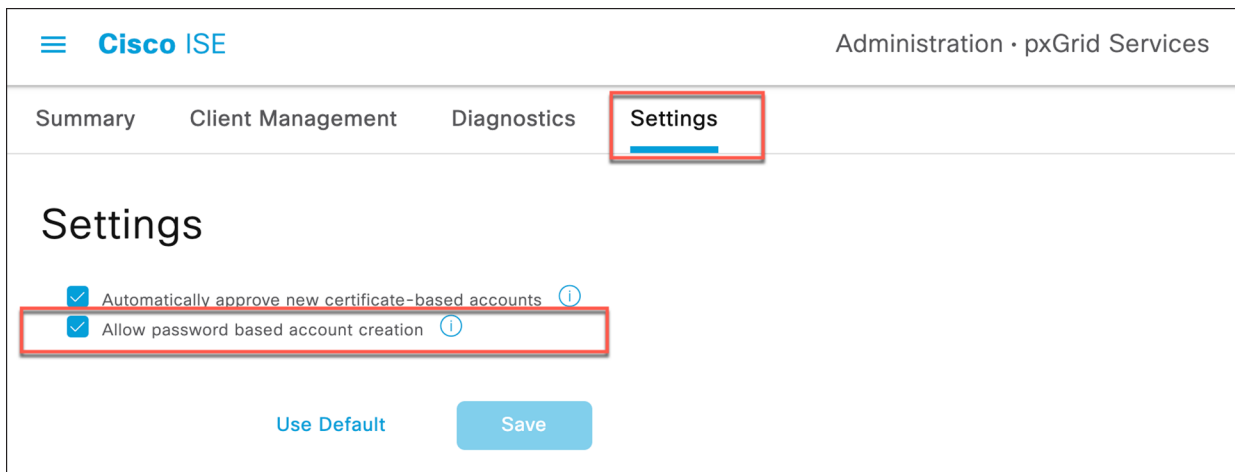 Cisco ISE
Administration · pxGrid Services
Summary
Client Management
Diagnostics
Settings
Settings
Automatically approve new certificate-based accounts
Allow password based account creation
Use Default
Save